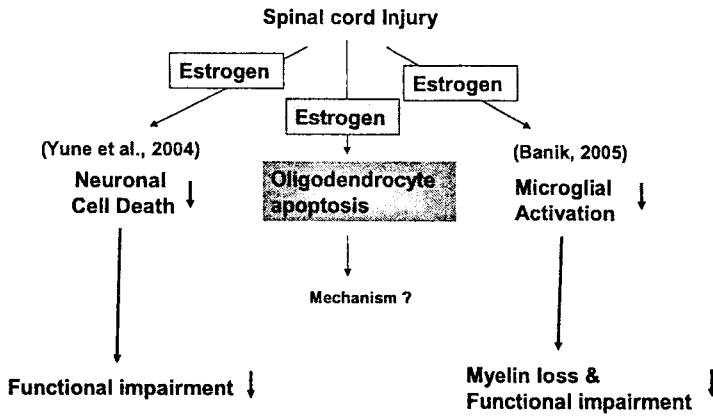 Spinal cord Injury
Estrogen
Estrogen
Estrogen
(Yune et al., 2004)
Neuronal
Cell Death
Oligodendrocyte
apoptosis
(Banik, 2005)
Microglial
Activation
Mechanism ?
Functional impairment
Myelin loss &
Functional impairment